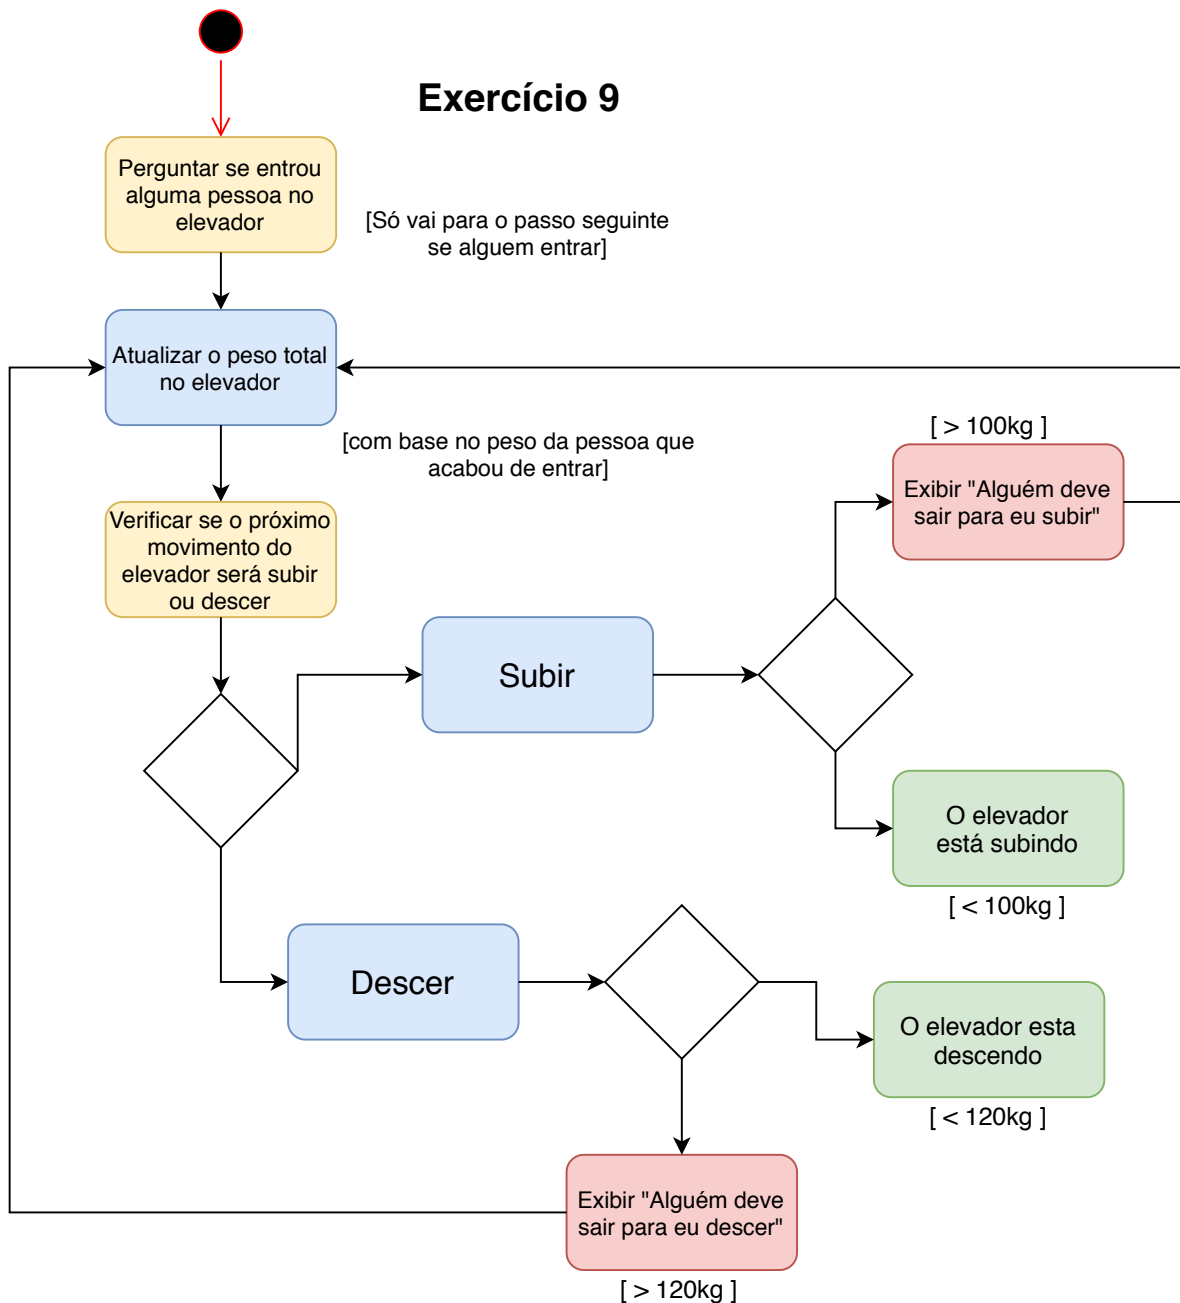 Exercício 9
Perguntar se entrou
alguma pessoa no
elevador
[Só vai para o passo seguinte
se alguem entrar]
Atualizar o peso total
no elevador
[com base no peso da pessoa que
acabou de entrar]
[ > 100kg ]
Exibir "Alguém deve
sair para eu subir"
Verificar se o próximo
movimento do
elevador será subir
ou descer
Subir
O elevador
está subindo
[ < 100kg ]
Descer
O elevador esta
descendo
[ < 120kg ]
Exibir "Alguém deve
sair para eu descer"
[ > 120kg ]